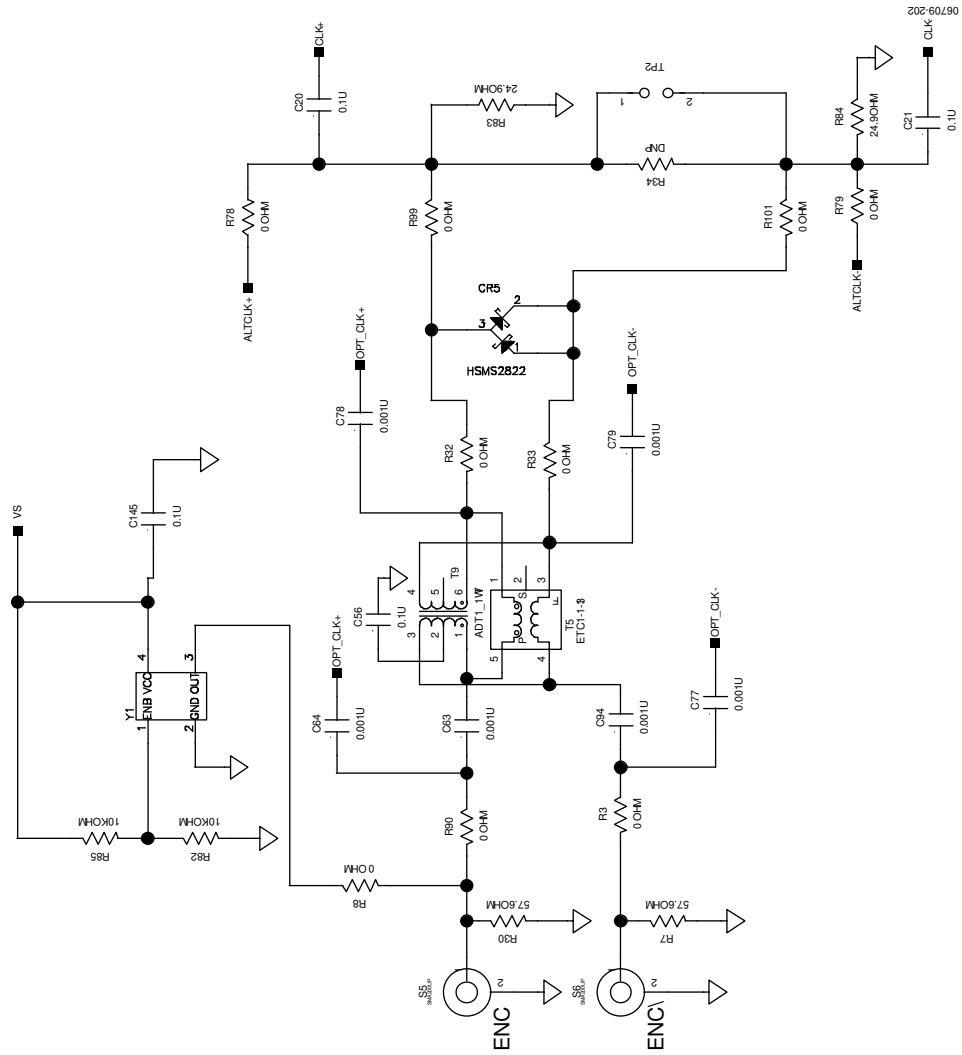 06709-202
CLK+
C20
0.1U
24.9OHM
R83
TP2
1
2
R84
24.9OHM
CLK-
C21
0.1U
R78
0 OHM
ALTCLK+
R99
0 OHM
DNP
R34
R101
0 OHM
R79
0 OHM
ALTCLK-
CR5
2
3
1
HSMS2822
OPT_CLK+
C78
0.001U
R32
0 OHM
R33
0 OHM
OPT_CLK-
C79
0.001U
VS
C145
0.1U
C56
0.1U
4
5
6
T9
3
2
1
ADT1_1WT
1
2
3
S
F
P
5
4
T5
ETC1-1-13
Y1
4
3
ENB VCC
GND OUT
1
2
OPT_CLK+
C64
0.001U
C63
0.001U
C94
0.001U
OPT_CLK-
C77
0.001U
10KOHM
R85
10KOHM
R82
R90
0 OHM
R3
0 OHM
0 OHM
R8
57.6OHM
R30
57.6OHM
R7
S5
1
2
ENC
S6
1
2
ENC\